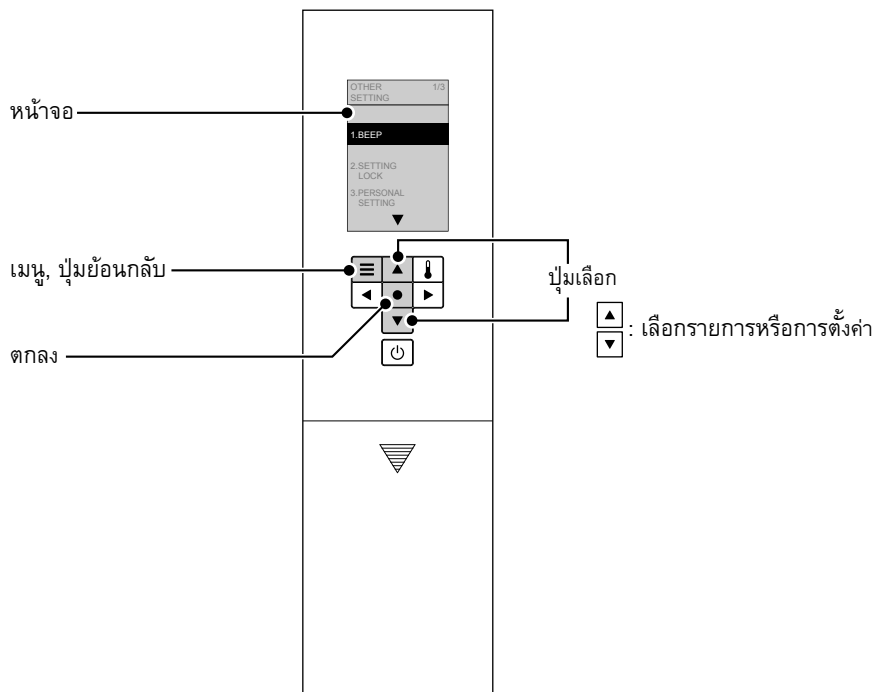 OTHER 1/3
SETTING
หน้าจอ
1.BEEP
2.SETTING
LOCK
3.PERSONAL
SETTING
เมนู, ปุ่มย้อนกลับ
ปุ่มเลือก
: เลือกรายการหรือการตั้งค่า
ตกลง